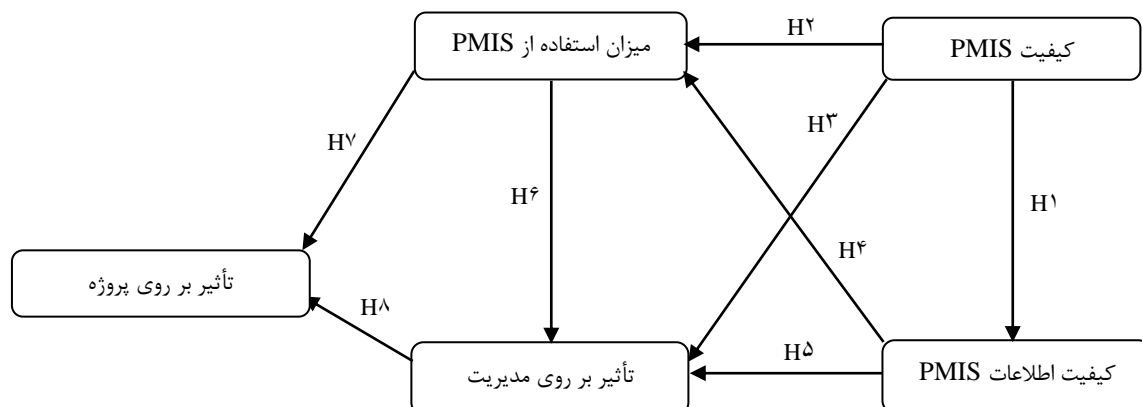 کیفیت PMIS
H۲
میزان استفاده از PMIS
H۳
H۷
H۱
H۶
H۴
تأثیر بر روی پروژه
H۸
H۵
کیفیت اطلاعات PMIS
تأثیر بر روی مدیریت